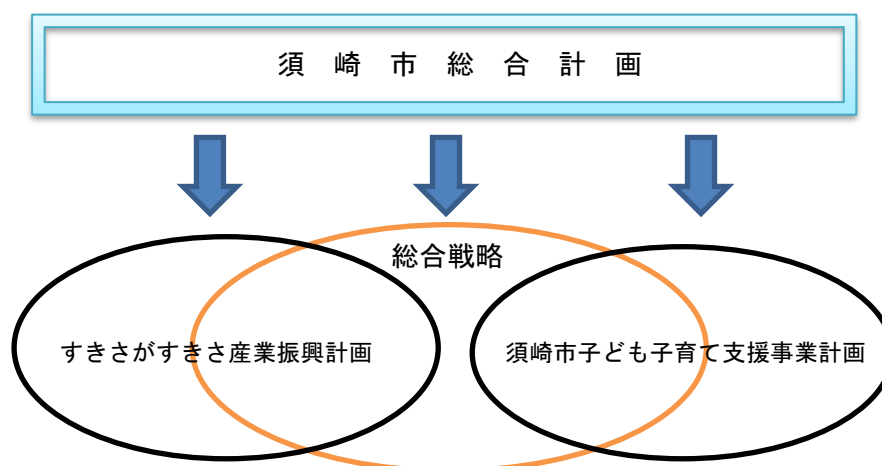 須崎市総合計画
総合戦略
すきさがすきさ産業振興計画
須崎市子ども子育て支援事業計画